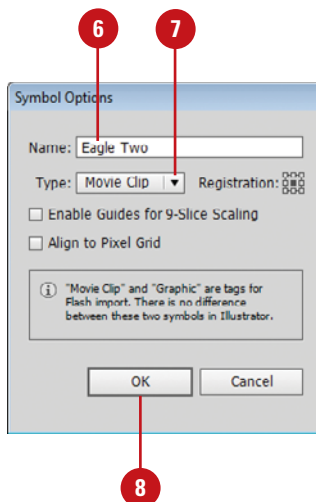 6 7
Symbol Options
Name: Eagle Two
Type: Movie Clip Registration:
Enable Guides for 9-Slice Scaling
Align to Pixel Grid
"Movie Clip" and "Graphic" are tags for
Flash import. There is no difference
between these two symbols in Illustrator.
OK Cancel
8